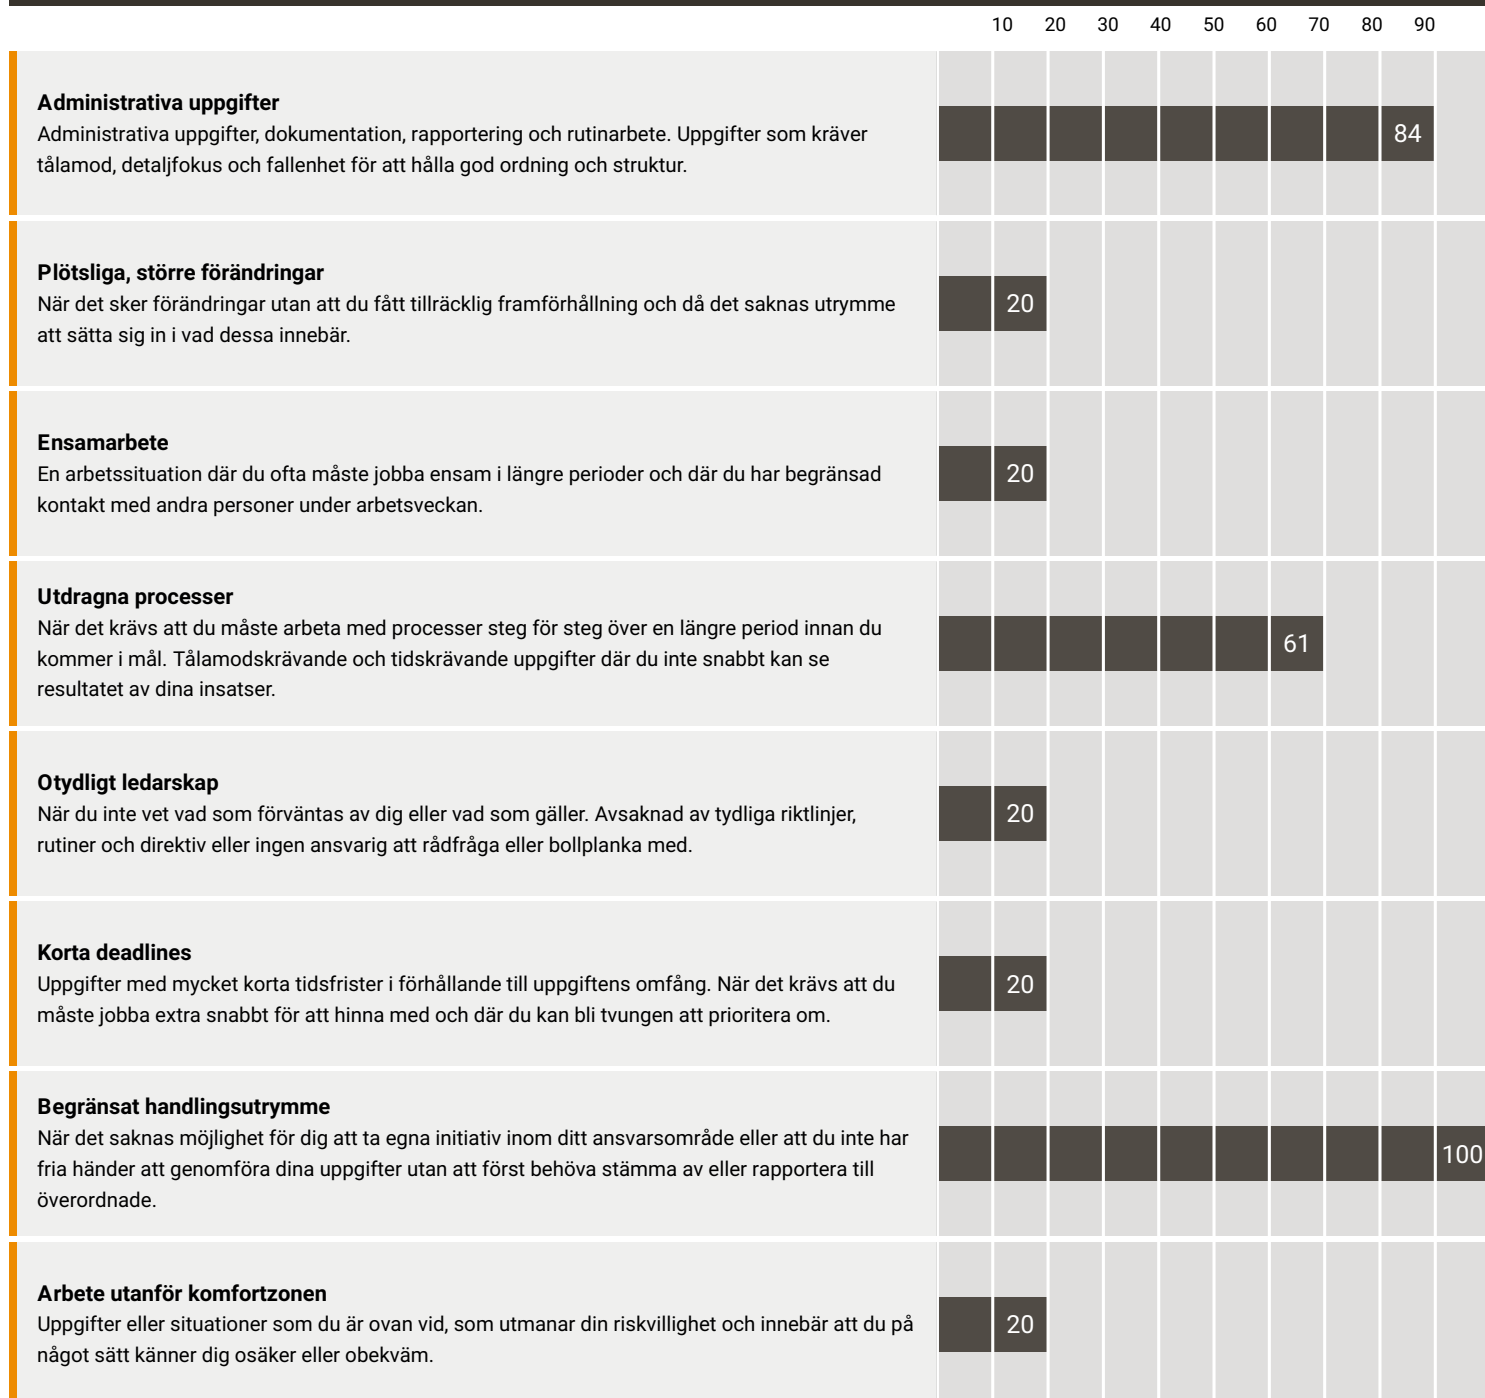 10 20 30 40 50 60 70 80 90
Administrativa uppgifter
Administrativa uppgifter, dokumentation, rapportering och rutinarbete. Uppgifter som kräver
tålamod, detaljfokus och fallenhet för att hålla god ordning och struktur.
84
Plötsliga, större förändringar
När det sker förändringar utan att du fått tillräcklig framförhållning och då det saknas utrymme
att sätta sig in i vad dessa innebär.
20
Ensamarbete
En arbetssituation där du ofta måste jobba ensam i längre perioder och där du har begränsad
kontakt med andra personer under arbetsveckan.
20
Utdragna processer
När det krävs att du måste arbeta med processer steg för steg över en längre period innan du
kommer i mål. Tålamodskrävande och tidskrävande uppgifter där du inte snabbt kan se
resultatet av dina insatser.
61
Otydligt ledarskap
När du inte vet vad som förväntas av dig eller vad som gäller. Avsaknad av tydliga riktlinjer,
rutiner och direktiv eller ingen ansvarig att rådfråga eller bollplanka med.
20
Korta deadlines
Uppgifter med mycket korta tidsfrister i förhållande till uppgiftens omfång. När det krävs att du
måste jobba extra snabbt för att hinna med och där du kan bli tvungen att prioritera om.
20
Begränsat handlingsutrymme
När det saknas möjlighet för dig att ta egna initiativ inom ditt ansvarsområde eller att du inte har
fria händer att genomföra dina uppgifter utan att först behöva stämma av eller rapportera till
överordnade.
100
Arbete utanför komfortzonen
Uppgifter eller situationer som du är ovan vid, som utmanar din riskvillighet och innebär att du på
något sätt känner dig osäker eller obekväm.
20